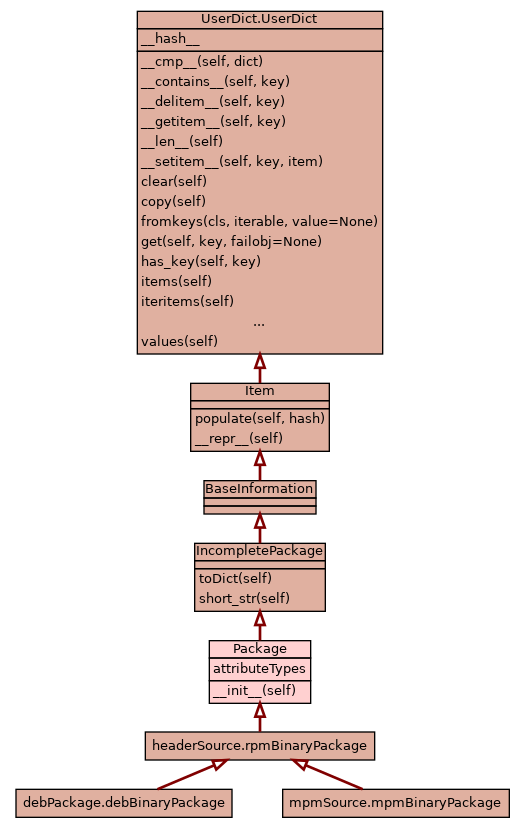 UserDict.UserDict
__hash__
__cmp__(self, dict)
__contains__(self, key)
__delitem__(self, key)
__getitem__(self, key)
__len__(self)
__setitem__(self, key, item)
clear(self)
copy(self)
fromkeys(cls, iterable, value=None)
get(self, key, failobj=None)
has_key(self, key)
items(self)
iteritems(self)
...
values(self)
Item
populate(self, hash)
__repr__(self)
BaseInformation
IncompletePackage
toDict(self)
short_str(self)
Package
attributeTypes
__init__(self)
headerSource.rpmBinaryPackage
debPackage.debBinaryPackage
mpmSource.mpmBinaryPackage